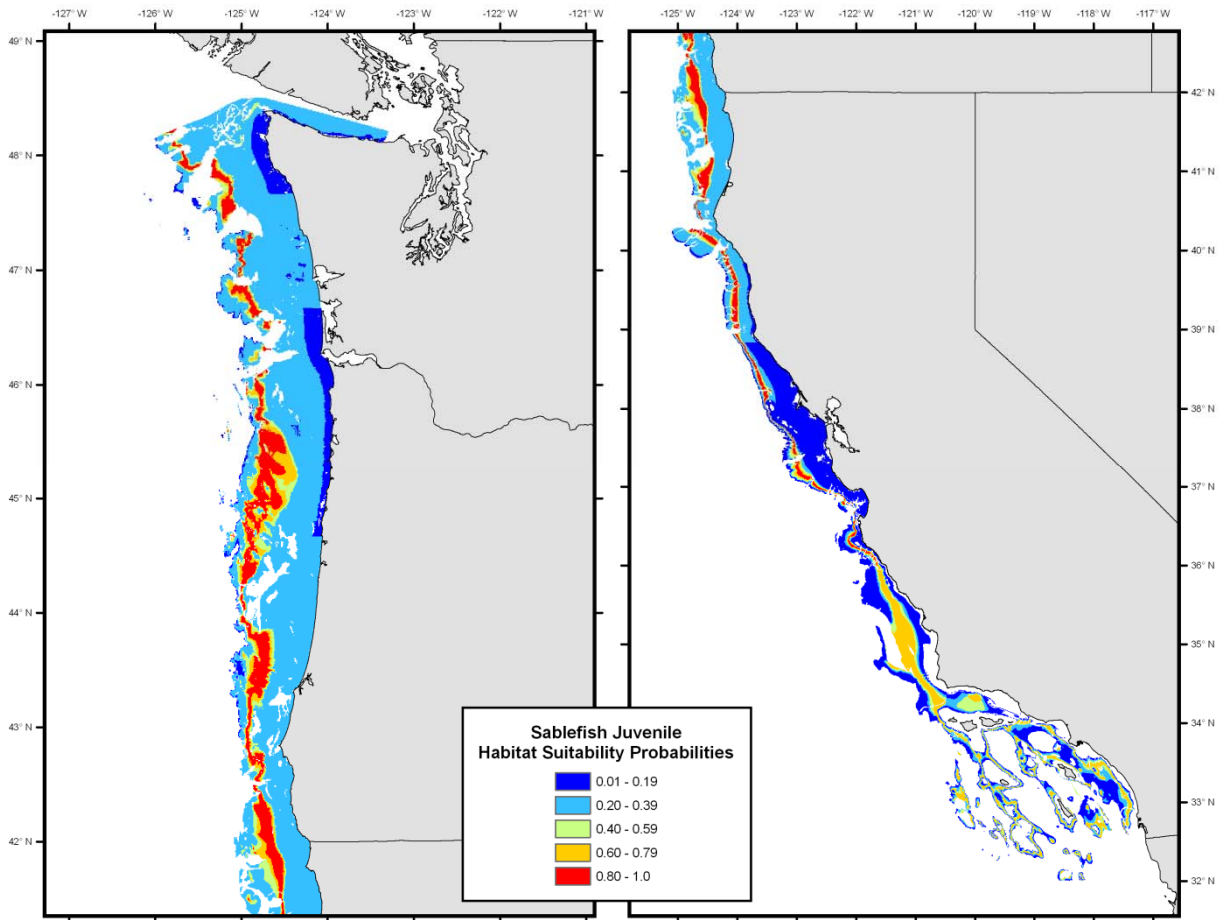 -127° W -126° W -125° W -124° W -123° W -122° W -121° W
-125° W -124° W -123° W -122° W -121° W -120° W -119° W -118° W -117° W
49° N
48° N
47° N
46° N
45° N
44° N
43° N
42° N
42° N
41° N
40° N
39° N
38° N
37° N
36° N
35° N
34° N
33° N
32° N
Sablefish Juvenile
Habitat Suitability Probabilities
0.01 - 0.19
0.20 - 0.39
0.40 - 0.59
0.60 - 0.79
0.80 - 1.0